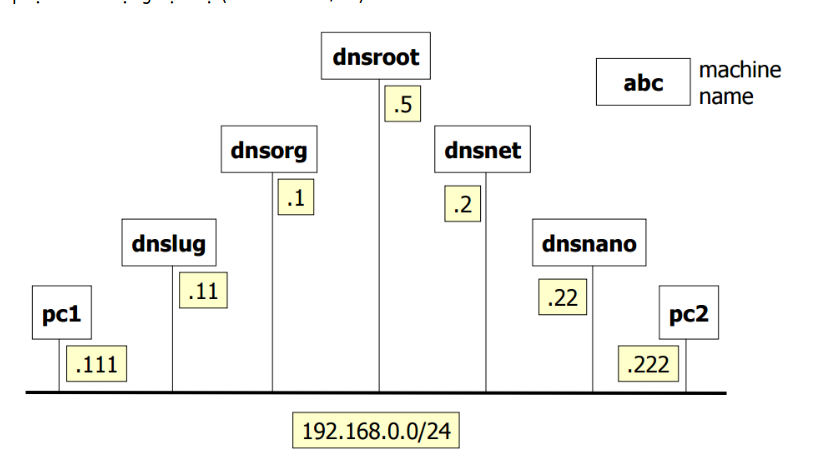 dnsroot
.5
abc
machine
name
dnsorg
.1
dnsnet
.2
dnslug
.11
dnsnano
.22
pc1
.111
pc2
.222
192.168.0.0/24